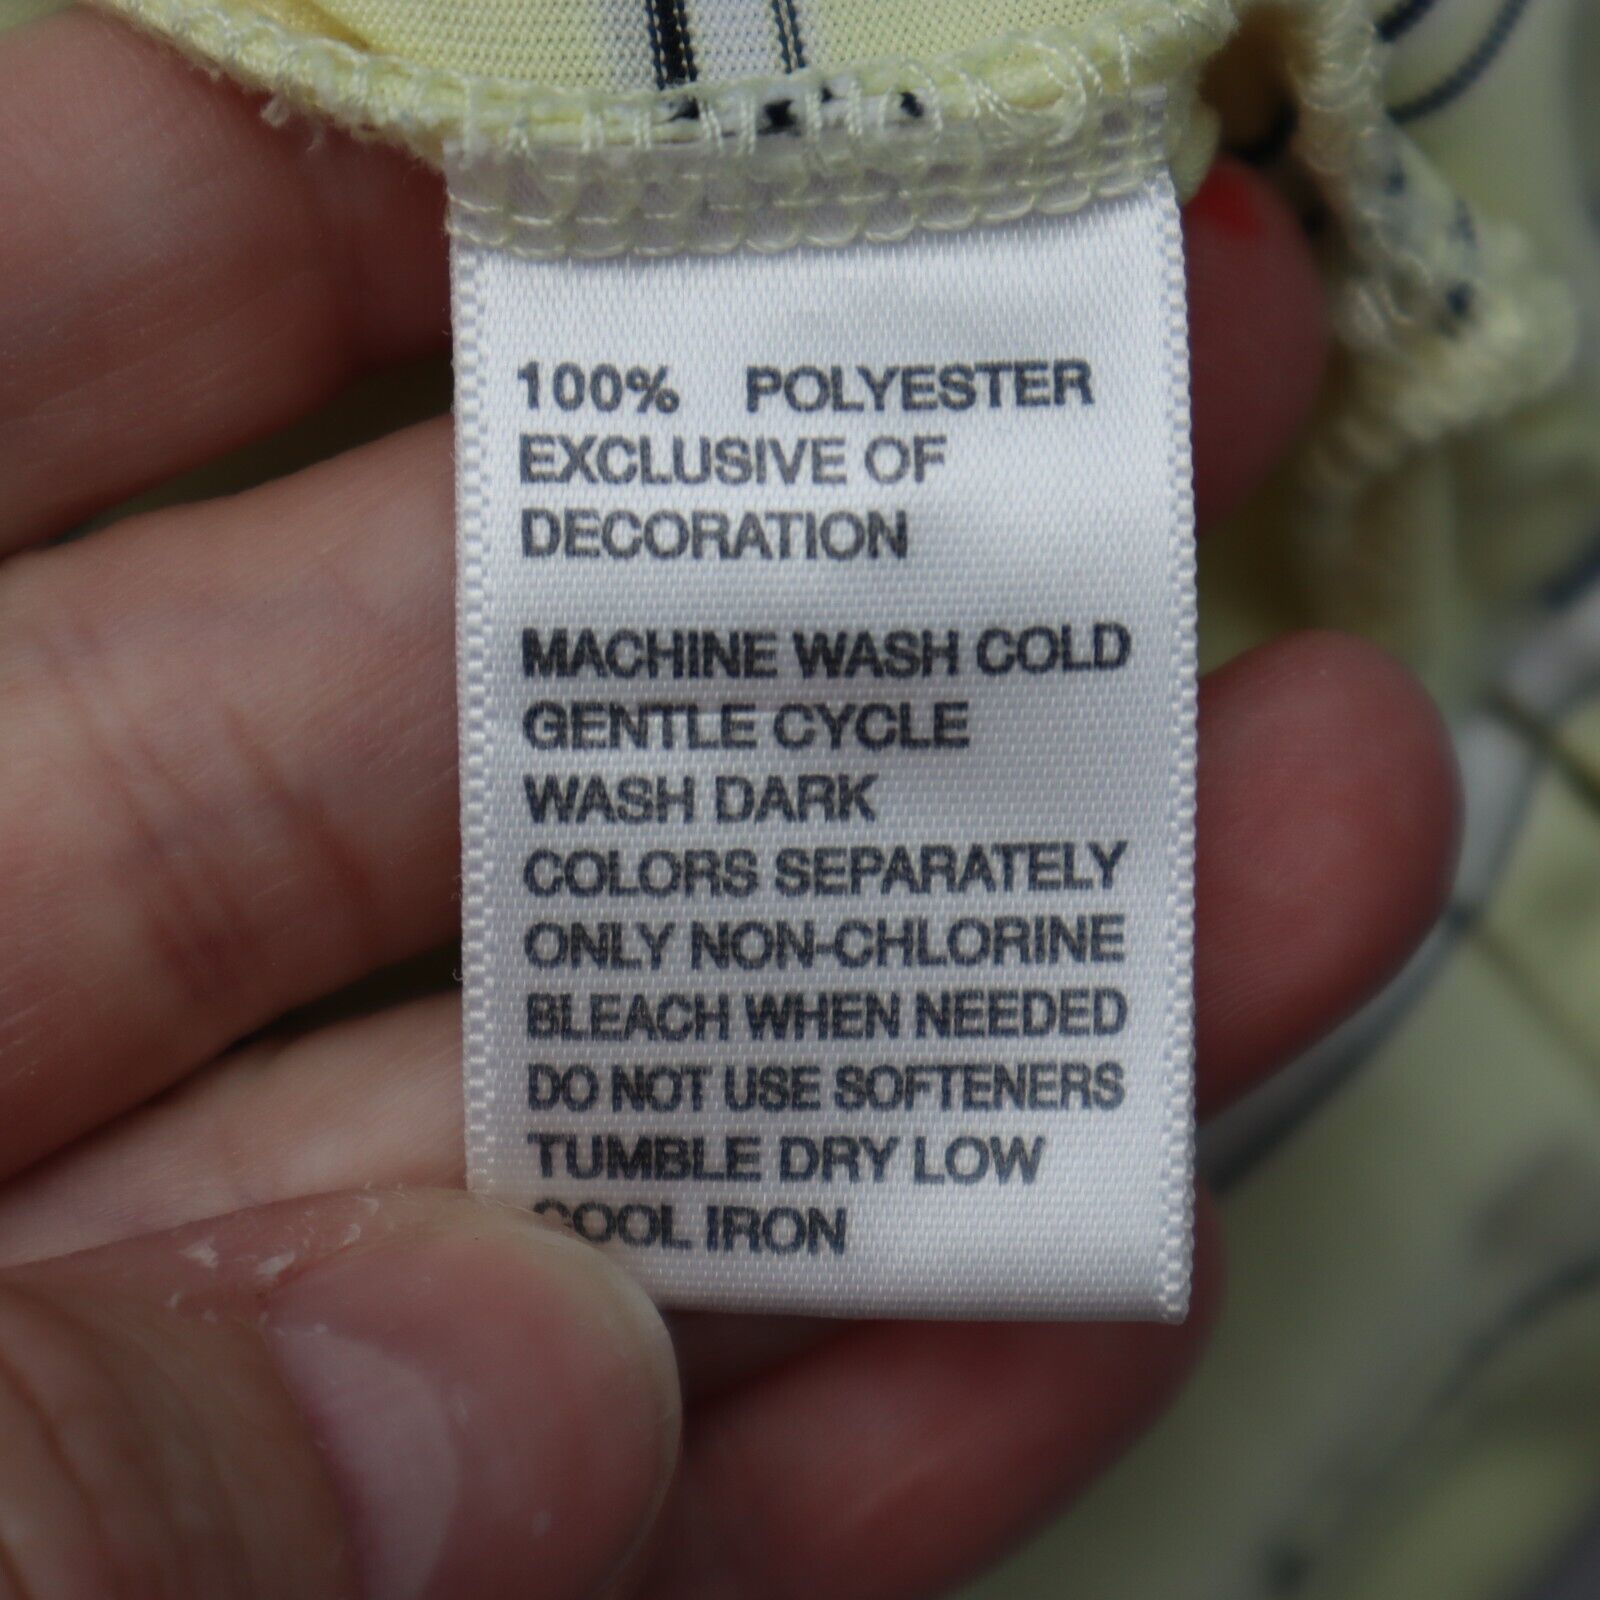 100% POLYESTER
EXCLUSIVE OF
DECORATION
MACHINE WASH COLD
GENTLE CYCLE
WASH DARK
COLORS SEPARATELY
ONLY NON-CHLORINE
BLEACH WHEN NEEDED
DO NOT USE SOFTENERS
TUMBLE DRY LOW
COOL IRON